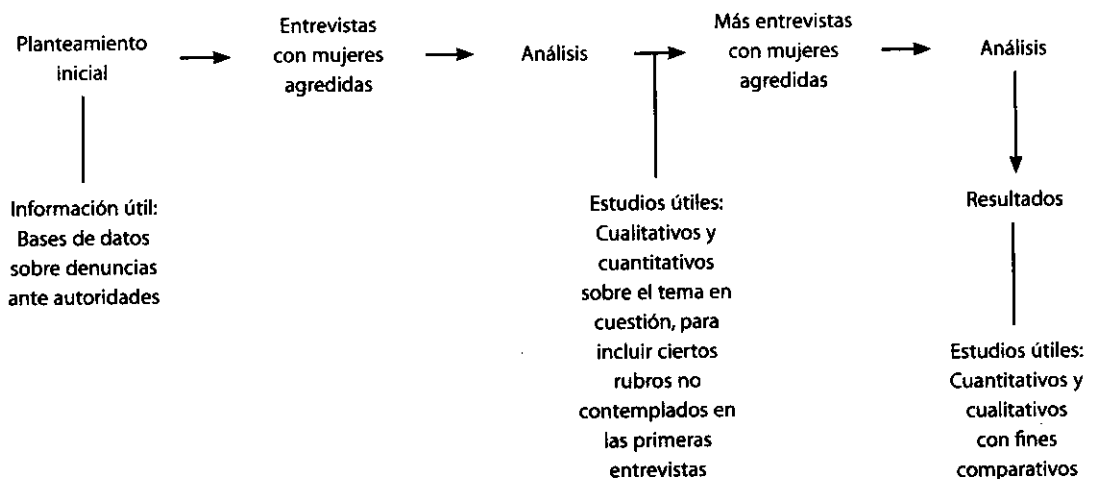 Planteamiento
inicial
Entrevistas
con mujeres
agredidas
Análisis
Más entrevistas
con mujeres
agredidas
Análisis
Información útil:
Bases de datos
sobre denuncias
ante autoridades
Estudios útiles:
Cualitativos y
cuantitativos
sobre el tema en
cuestión, para
incluir ciertos
rubros no
contemplados en
las primeras
entrevistas
Resultados
Estudios útiles:
Cuantitativos y
cualitativos
con fines
comparativos